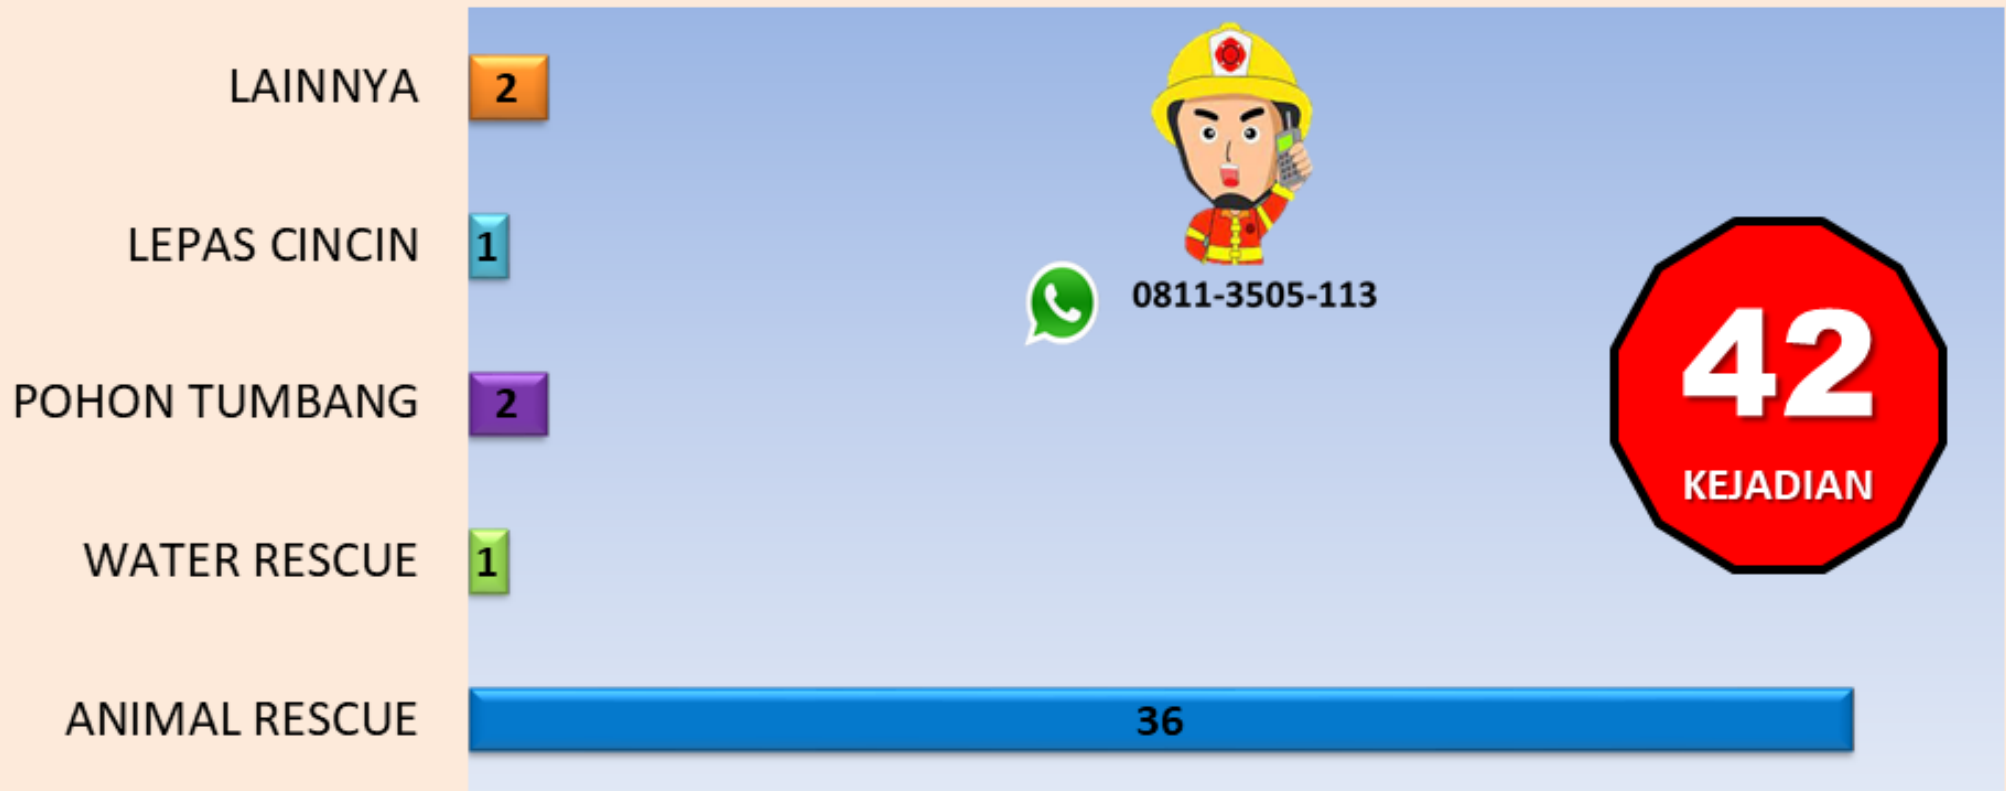 LAINNYA 2
LEPAS CINCIN 1
0811-3505-113
POHON TUMBANG 2
42
KEJADIAN
WATER RESCUE 1
ANIMAL RESCUE 36